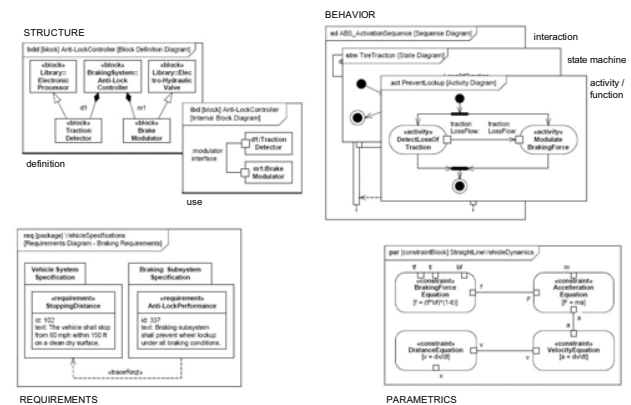 STRUCTURE
bdd [block] Anti-LockController [Block Definition Diagram]
«block»
Library::
Electronic
Processor
«block»
BrakingSystem::
Anti-Lock
Controller
«block»
Library::Elec
tro-Hydraulic
Valve
d1
m1
«block»
Traction
Detector
«block»
Brake
Modulator
definition
ibd [block] Anti-LockController
[Internal Block Diagram]
d1:Traction
Detector
:modulator
interface
m1:Brake
Modulator
use
BEHAVIOR
sd ABS_ActivationSequence [Sequence Diagram]
interaction
stm TireTraction [State Diagram]
state machine
act PreventLockup [Activity Diagram]
activity /
function
«activity»
DetectLossOf
Traction
traction
LossFlow:
traction
LossFlow:
«activity»
Modulate
BrakingForce
req [package] VehicleSpecifications
[Requirements Diagram - Braking Requirements]
Vehicle System
Specification
«requirement»
StoppingDistance
id: 102
text: The vehicle shall stop
from 60 mph within 150 ft
on a clean dry surface.
Braking Subsystem
Specification
«requirement»
Anti-LockPerformance
id: 337
text: Braking subsystem
shall prevent wheel lockup
under all braking conditions.
«traceReqt»
REQUIREMENTS
par [constraintBlock] StraightLineVehicleDynamics
tf
tl
bf
m
«constraint»
BrakingForce
Equation
f
F
«constraint»
Acceleration
Equation
[F = ma]
a
a
«constraint»
DistanceEquation
[v = dx/dt]
v
v
«constraint»
VelocityEquation
[a = dv/dt]
PARAMETRICS